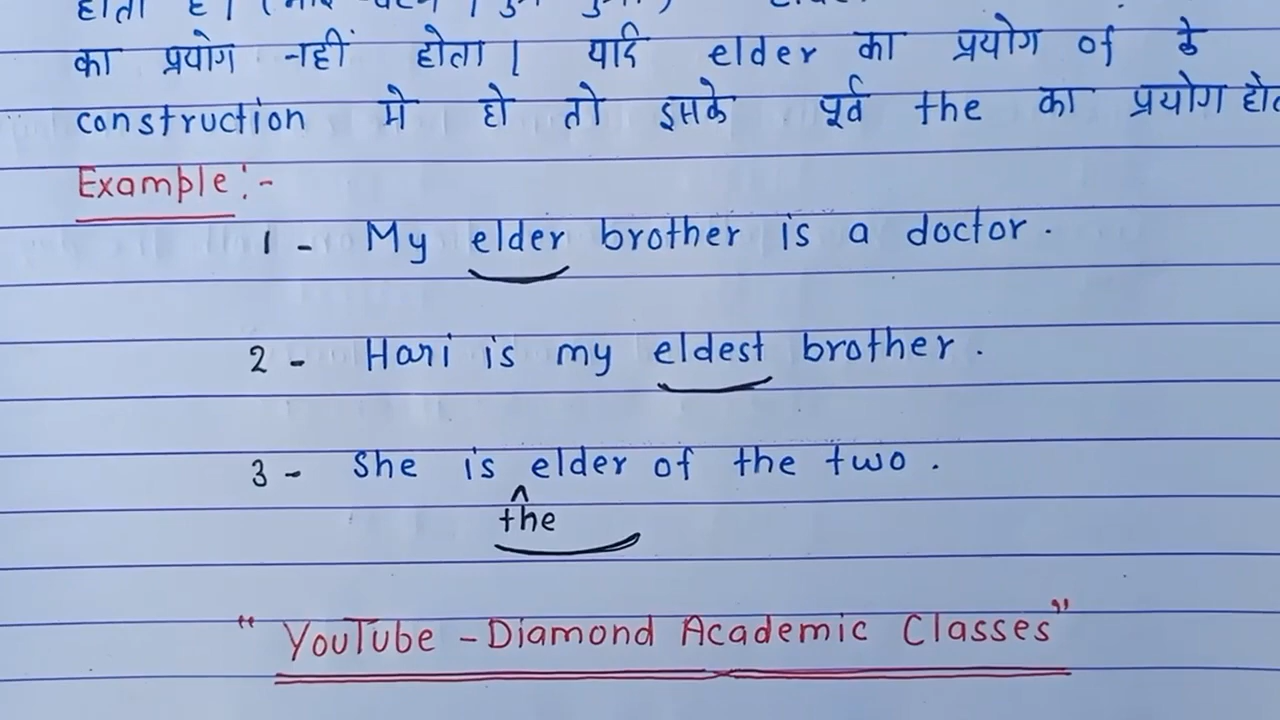 होता है।
का प्रयोग नहीं होता। यदि elder का प्रयोग of के
construction मे हो तो इसके पूर्व the का प्रयोग
Example :-
1 - My elder brother is a doctor.
2 - Hari is my eldest brother.
3 - She is elder of the two.
^
the
"YouTube - Diamond Academic Classes"